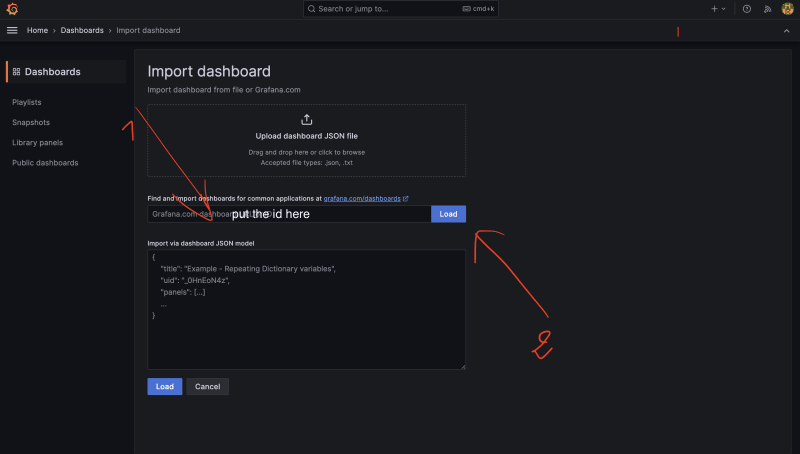 Search or jump to...
cmd+k
Home › Dashboards › Import dashboard
Dashboards
Playlists
Snapshots
Library panels
Public dashboards
Import dashboard
Import dashboard from file or Grafana.com
Upload dashboard JSON file
Drag and drop here or click to browse
Accepted file types: .json, .txt
1
Find and import dashboards for common applications at grafana.com/dashboards
Grafana.com dashboard
put the id here
Load
Import via dashboard JSON model
{
"title": "Example - Repeating Dictionary variables",
"uid": "_0HnEoN4z",
"panels": [...]
...
}
2
Load
Cancel